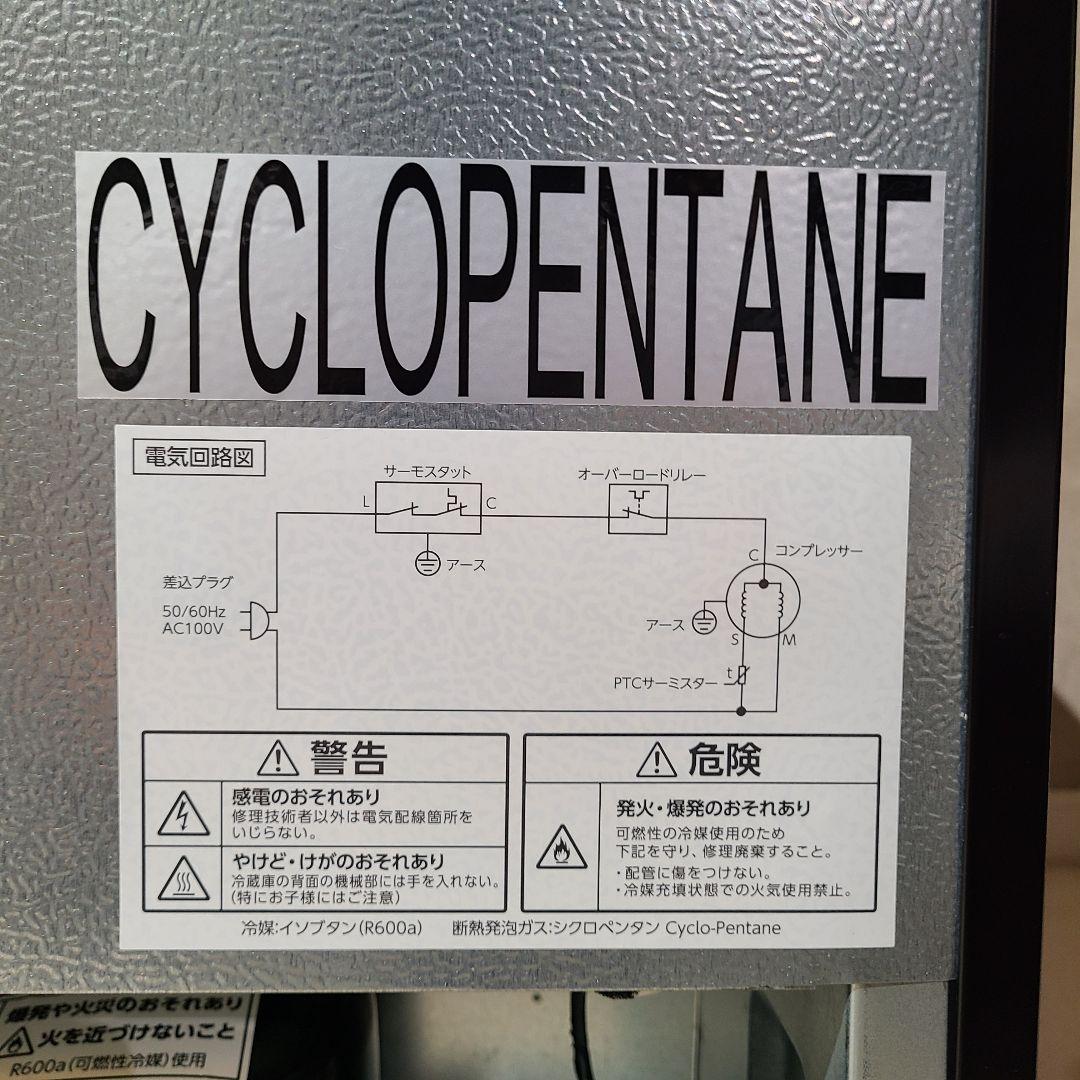 CYCLOPENTANE
電気回路図
サーモスタット
オーバーロードリレー
L
C
アース
C
コンプレッサー
差込プラグ
50/60Hz
AC100V
アース
S
M
t
PTCサーミスター
警告
感電のおそれあり
修理技術者以外は電気配線箇所を
いじらない。
やけど・けがのおそれあり
冷蔵庫の背面の機械部には手を入れない。
(特にお子様にはご注意)
危険
発火・爆発のおそれあり
可燃性の冷媒使用のため
下記を守り、修理廃棄すること。
・配管に傷をつけない。
・冷媒充填状態での火気使用禁止。
冷媒:イソブタン(R600a) 断熱発泡ガス:シクロペンタン Cyclo-Pentane
爆発や火災のおそれあり
火を近づけないこと
R600a(可燃性冷媒)使用